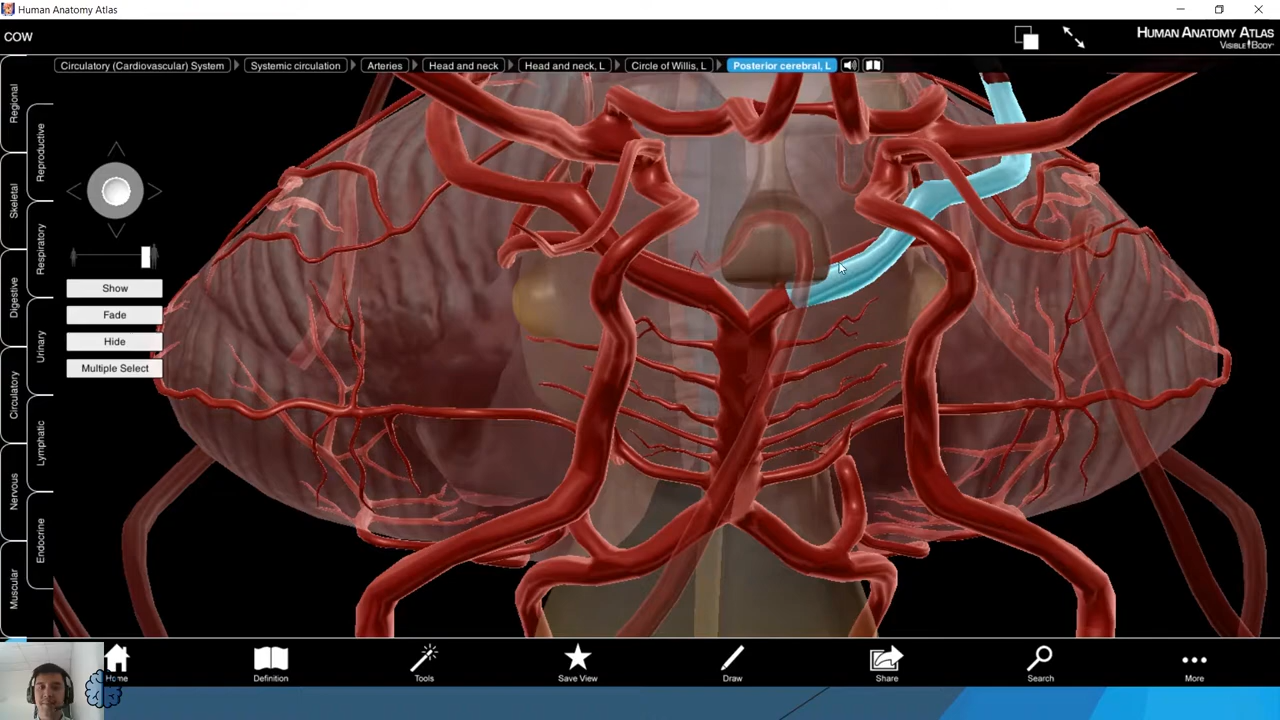 Human Anatomy Atlas
COW
HUMAN ANATOMY ATLAS
VISIBLE BODY
Circulatory (Cardiovascular) System
Systemic circulation
Arteries
Head and neck
Head and neck, L
Circle of Willis, L
Posterior cerebral, L
Regional
Skeletal
Digestive
Circulatory
Nervous
Muscular
Reproductive
Respiratory
Urinary
Lymphatic
Endocrine
Show
Fade
Hide
Multiple Select
Home
Definition
Tools
Save View
Draw
Share
Search
More